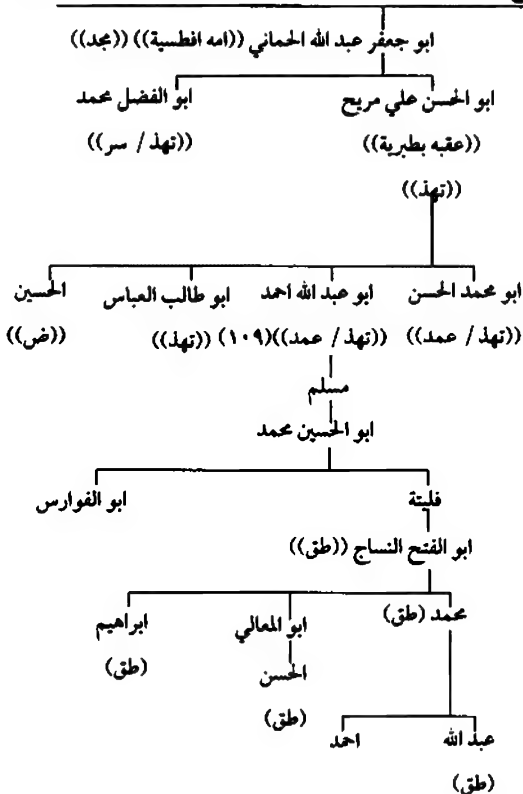 ابو جعفر عبد الله الحماني ((امه افطسية)) ((مجد))
ابو الحسن علي مريح ابو الفضل محمد
((عقبه بطبرية)) ((تهذ / سر))
((تهذ))
ابو محمد الحسن ابو عبد الله احمد ابو طالب العباس الحسين
((تهذ / عمد)) ((تهذ / عمد))(١٠٩) ((تهذ)) ((ض))
مسلم
ابو الحسين محمد
فليتة ابو الفوارس
ابو الفتح النساج ((طق))
محمد (طق) ابو المعالي ابراهيم
الحسن (طق)
(طق)
عبد الله احمد
(طق)